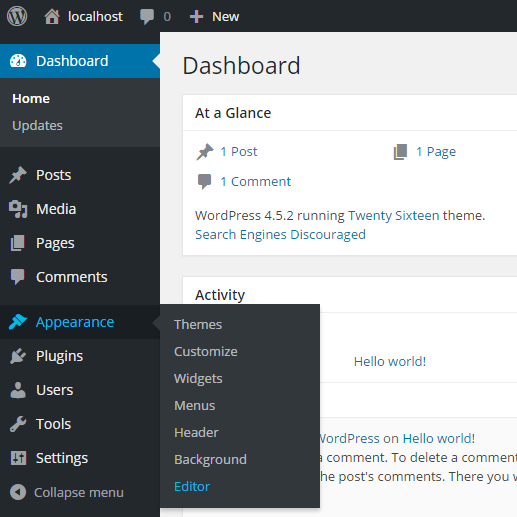 localhost 0 New
Dashboard
Home
Updates
Posts
Media
Pages
Comments
Appearance
Plugins
Users
Tools
Settings
Collapse menu
Themes
Customize
Widgets
Menus
Header
Background
Editor
Dashboard
At a Glance
1 Post 1 Page
1 Comment
WordPress 4.5.2 running Twenty Sixteen theme.
Search Engines Discouraged
Activity
Hello world!
WordPress on Hello world!
a comment. To delete a comment
the post's comments. There you w